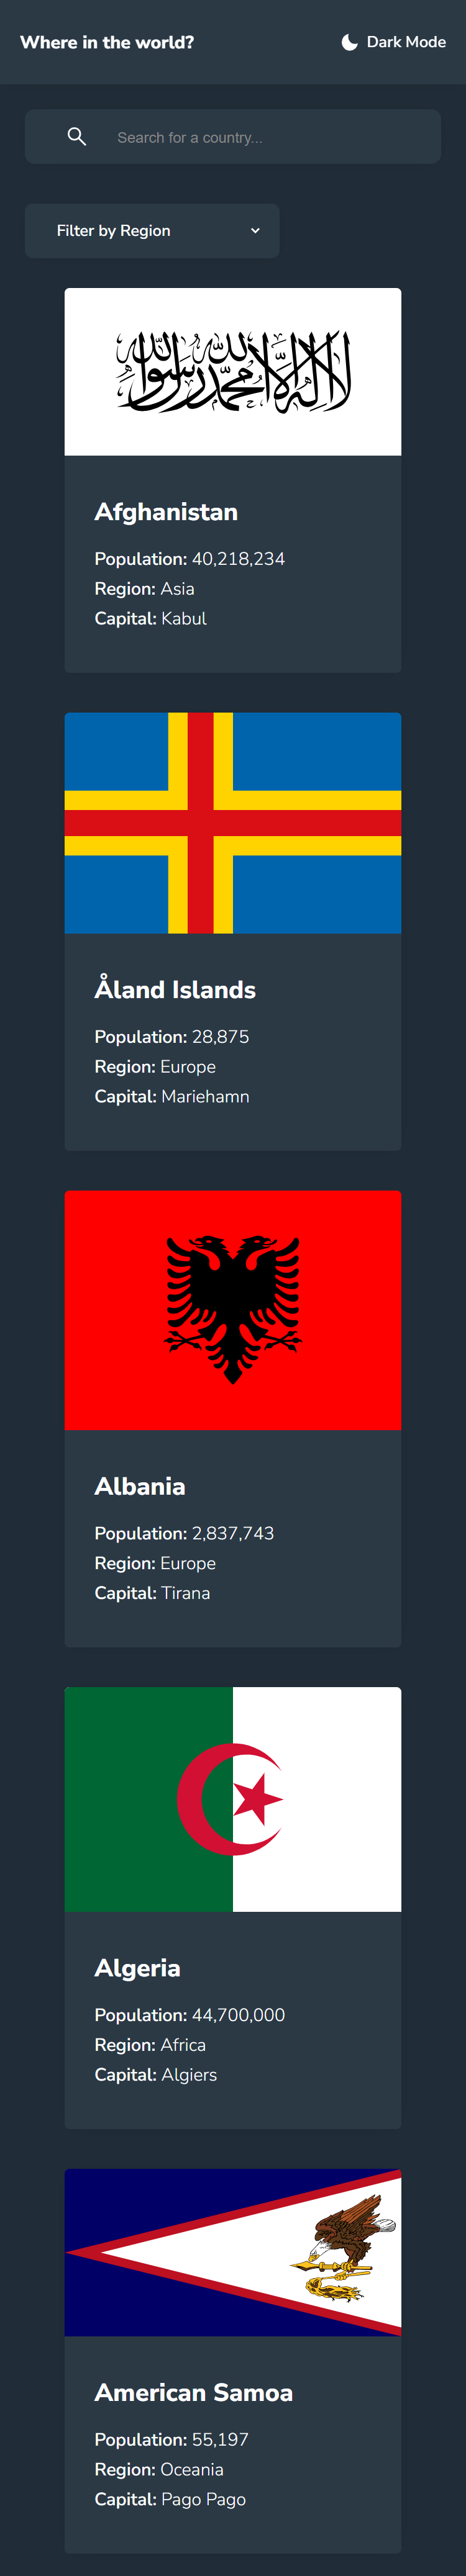 Where in the world?
Dark Mode
Search for a country...
Filter by Region
لا إله إلا الله محمد رسول الله
Afghanistan
Population: 40,218,234
Region: Asia
Capital: Kabul
Åland Islands
Population: 28,875
Region: Europe
Capital: Mariehamn
Albania
Population: 2,837,743
Region: Europe
Capital: Tirana
Algeria
Population: 44,700,000
Region: Africa
Capital: Algiers
American Samoa
Population: 55,197
Region: Oceania
Capital: Pago Pago